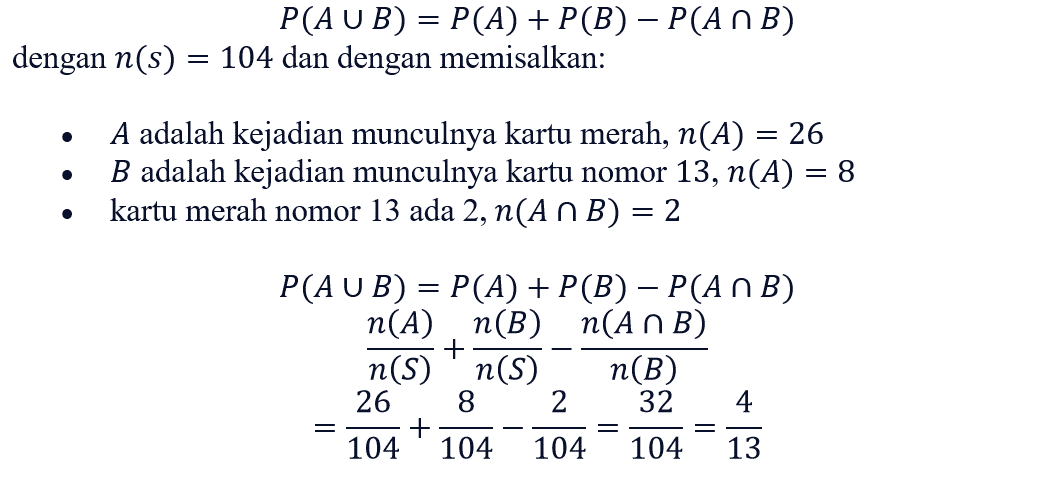 P(A ∪ B) = P(A) + P(B) − P(A ∩ B)
dengan n(s) = 104 dan dengan memisalkan:
• A adalah kejadian munculnya kartu merah, n(A) = 26
• B adalah kejadian munculnya kartu nomor 13, n(A) = 8
• kartu merah nomor 13 ada 2, n(A ∩ B) = 2
P(A ∪ B) = P(A) + P(B) − P(A ∩ B)
n(A)/n(S) + n(B)/n(S) − n(A ∩ B)/n(B)
= 26/104 + 8/104 − 2/104 = 32/104 = 4/13